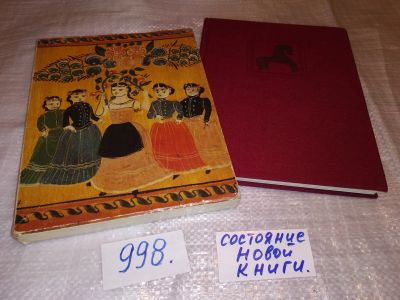 998.
состояние
Новой
книги.